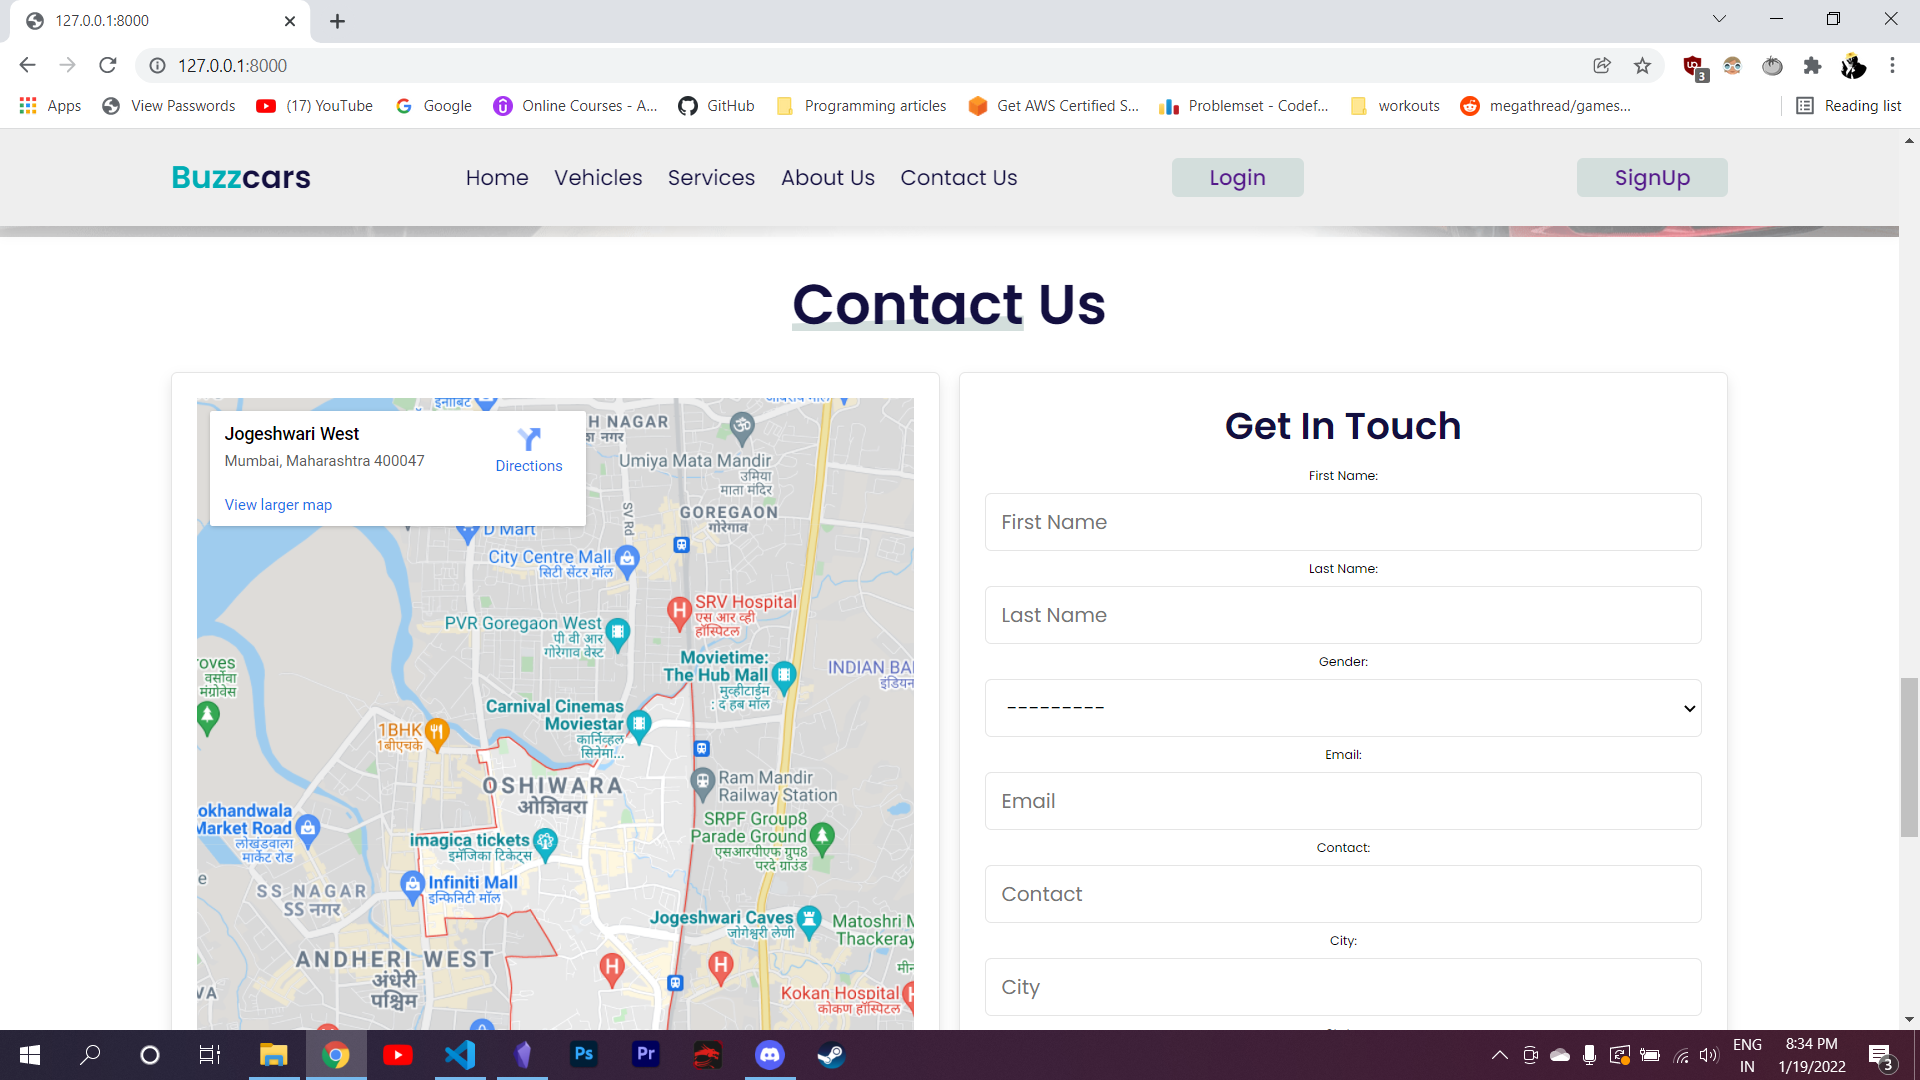 127.0.0.1:8000
127.0.0.1:8000
3
Apps
View Passwords
(17) YouTube
Google
Online Courses - A...
GitHub
Programming articles
Get AWS Certified S...
Problemset - Codef...
workouts
megathread/games...
Reading list
Buzzcars
Home
Vehicles
Services
About Us
Contact Us
Login
SignUp
Contact Us
Jogeshwari West
Mumbai, Maharashtra 400047
Directions
View larger map
H NAGAR
Umiya Mata Mandir
उमिया
माता मंदिर
SV Rd
GOREGAON
गोरेगाव
D Mart
City Centre Mall
सिटी सेंटर मॉल
SRV Hospital
एस आर व्ही
हॉस्पिटल
PVR Goregaon West
पी वी आर
गोरेगाव वेस्ट
Movietime:
The Hub Mall
मुव्हीटाईम
: द हब मॉल
INDIAN BA
इंडियन
roves
वर्सोवा
मंग्रोवेस
Carnival Cinemas
Moviestar
कार्निव्हल
सिनेमा...
1BHK
1बीएचके
OSHIWARA
ओशिवरा
Ram Mandir
Railway Station
okhandwala
Market Road
लोखंडवाला
मार्केट रोड
SRPF Group8
Parade Ground
एसआरपीएफ ग्रुप8
परदे ग्राउंड
imagica tickets
इमॅजिका टिकेट्स
Infiniti Mall
इन्फिनिटी मॉल
SS NAGAR
SS नगर
Jogeshwari Caves
जोगेश्वरी लेणी
Matoshri M
Thackeray
ANDHERI WEST
अंधेरी
पश्चिम
VA
Kokan Hospital
कोकण हॉस्पिटल
Get In Touch
First Name:
First Name
Last Name:
Last Name
Gender:
---------
Email:
Email
Contact:
Contact
City:
City
ENG
IN
8:34 PM
1/19/2022
3